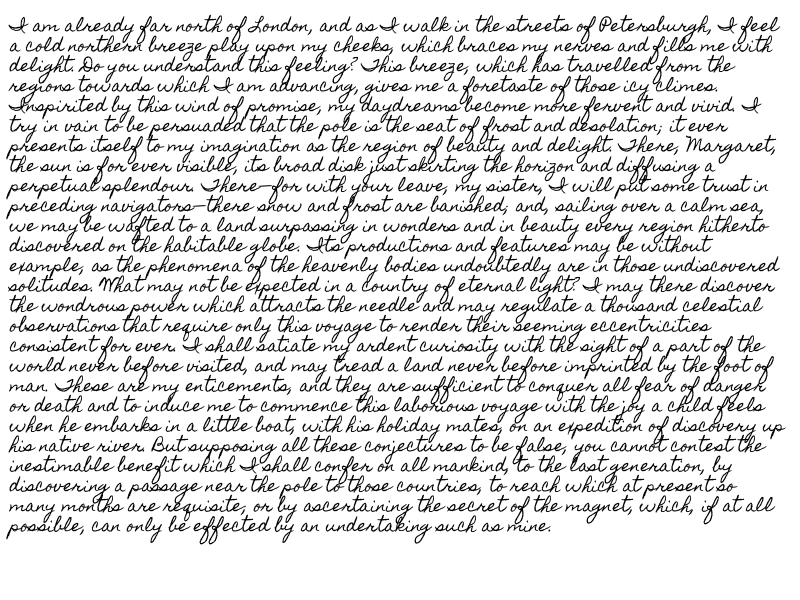 I am already far north of London, and as I walk in the streets of Petersburgh, I feel
a cold northern breeze play upon my cheeks, which braces my nerves and fills me with
delight. Do you understand this feeling? This breeze, which has travelled from the
regions towards which I am advancing, gives me a foretaste of those icy climes.
Inspirited by this wind of promise, my daydreams become more fervent and vivid. I
try in vain to be persuaded that the pole is the seat of frost and desolation; it ever
presents itself to my imagination as the region of beauty and delight. There, Margaret,
the sun is for ever visible, its broad disk just skirting the horizon and diffusing a
perpetual splendour. There—for with your leave, my sister, I will put some trust in
preceding navigators—there snow and frost are banished; and, sailing over a calm sea,
we may be wafted to a land surpassing in wonders and in beauty every region hitherto
discovered on the habitable globe. Its productions and features may be without
example, as the phenomena of the heavenly bodies undoubtedly are in those undiscovered
solitudes. What may not be expected in a country of eternal light? I may there discover
the wondrous power which attracts the needle and may regulate a thousand celestial
observations that require only this voyage to render their seeming eccentricities
consistent for ever. I shall satiate my ardent curiosity with the sight of a part of the
world never before visited, and may tread a land never before imprinted by the foot of
man. These are my enticements, and they are sufficient to conquer all fear of danger
or death and to induce me to commence this laborious voyage with the joy a child feels
when he embarks in a little boat, with his holiday mates, on an expedition of discovery up
his native river. But supposing all these conjectures to be false, you cannot contest the
inestimable benefit which I shall confer on all mankind, to the last generation, by
discovering a passage near the pole to those countries, to reach which at present so
many months are requisite; or by ascertaining the secret of the magnet, which, if at all
possible, can only be effected by an undertaking such as mine.